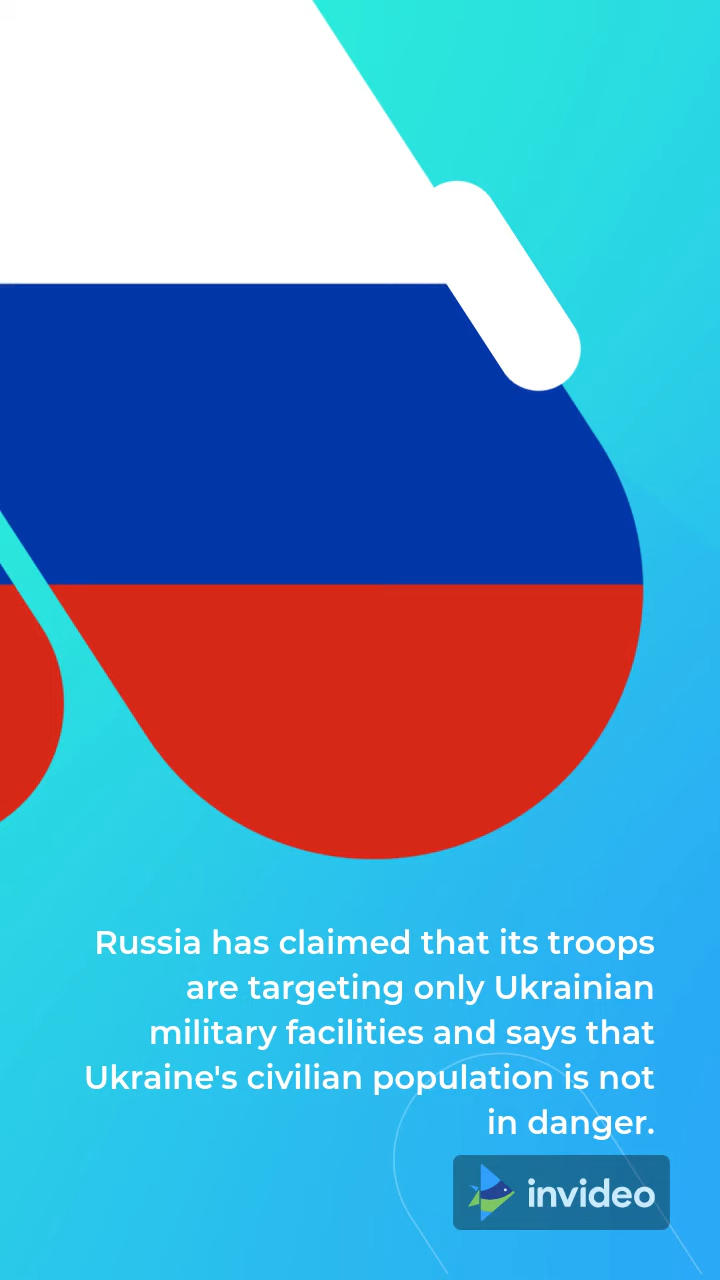 Russia has claimed that its troops
are targeting only Ukrainian
military facilities and says that
Ukraine's civilian population is not
in danger.
invideo